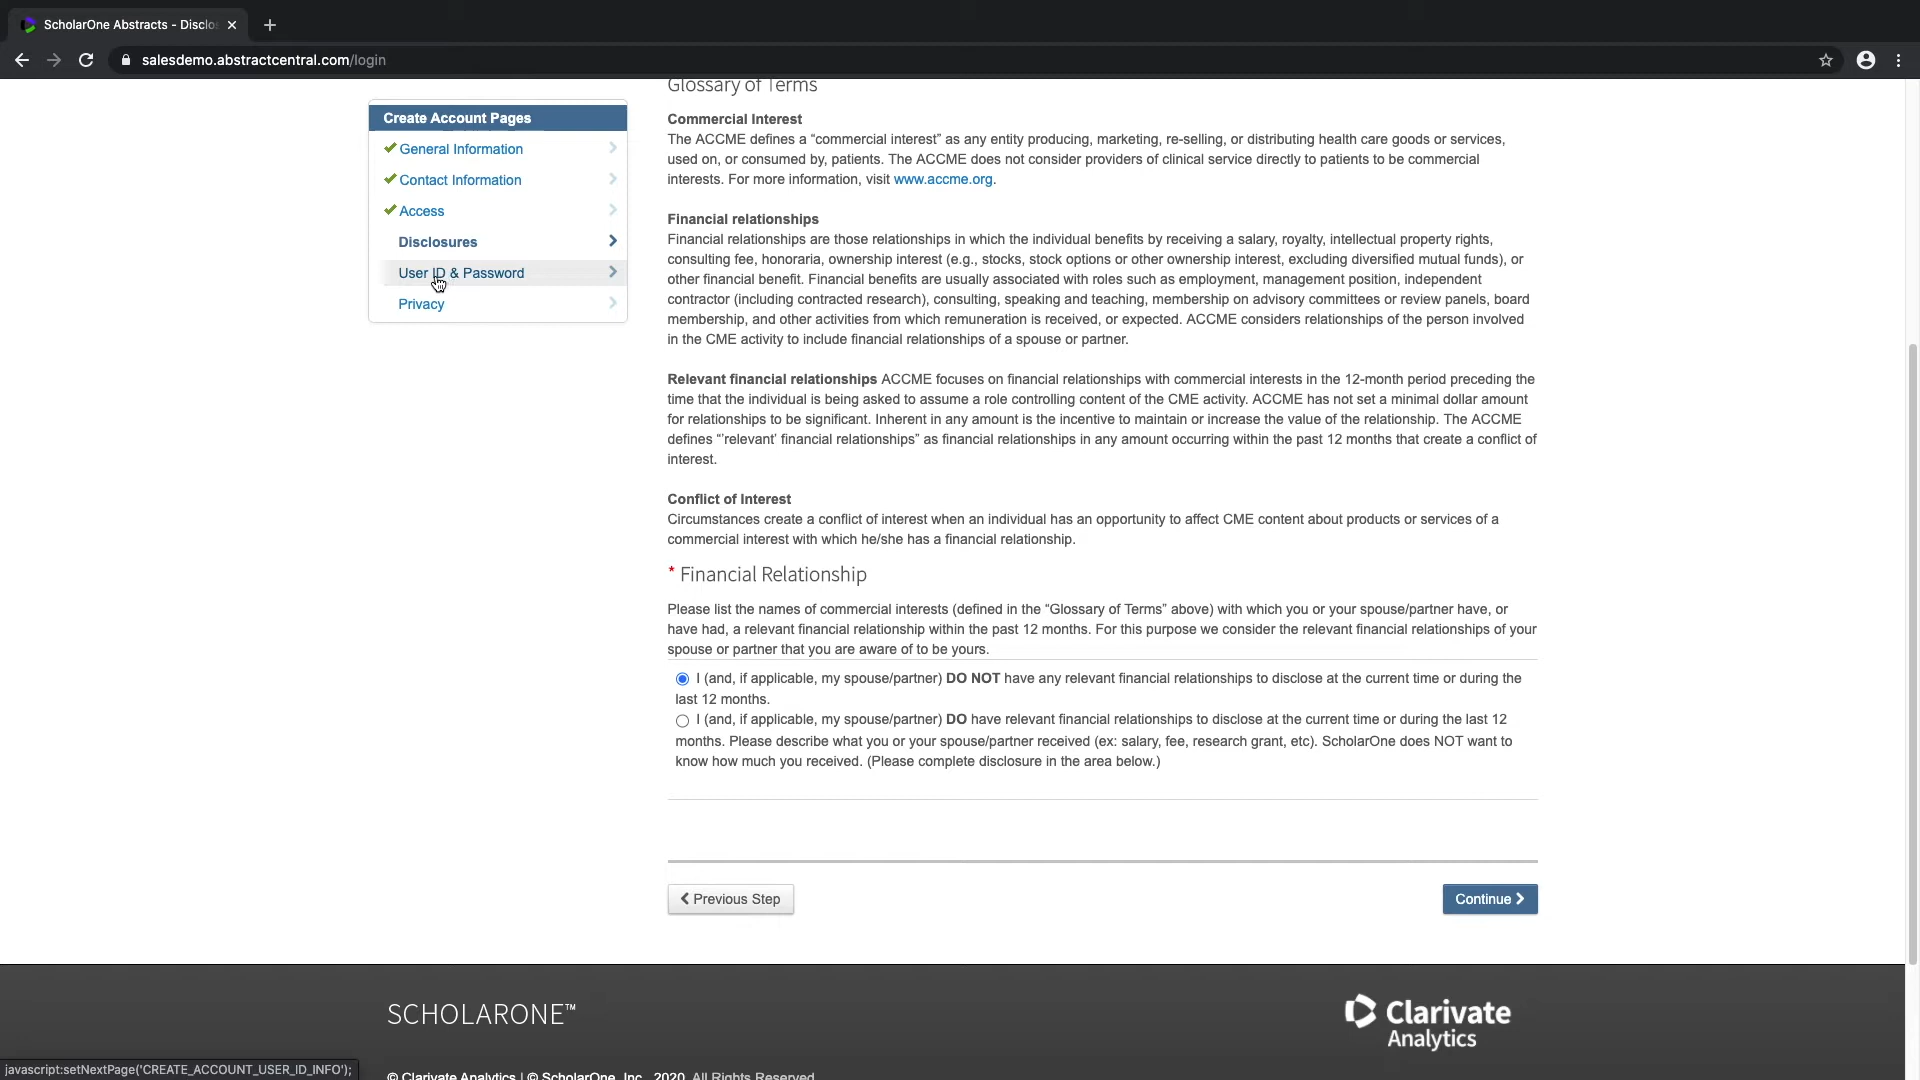 ScholarOne Abstracts - Disclo
salesdemo.abstractcentral.com/login
Create Account Pages
General Information
Contact Information
Access
Disclosures
User ID & Password
Privacy
Glossary of Terms
Commercial Interest
The ACCME defines a “commercial interest” as any entity producing, marketing, re-selling, or distributing health care goods or services,
used on, or consumed by, patients. The ACCME does not consider providers of clinical service directly to patients to be commercial
interests. For more information, visit www.accme.org.
Financial relationships
Financial relationships are those relationships in which the individual benefits by receiving a salary, royalty, intellectual property rights,
consulting fee, honoraria, ownership interest (e.g., stocks, stock options or other ownership interest, excluding diversified mutual funds), or
other financial benefit. Financial benefits are usually associated with roles such as employment, management position, independent
contractor (including contracted research), consulting, speaking and teaching, membership on advisory committees or review panels, board
membership, and other activities from which remuneration is received, or expected. ACCME considers relationships of the person involved
in the CME activity to include financial relationships of a spouse or partner.
Relevant financial relationships ACCME focuses on financial relationships with commercial interests in the 12-month period preceding the
time that the individual is being asked to assume a role controlling content of the CME activity. ACCME has not set a minimal dollar amount
for relationships to be significant. Inherent in any amount is the incentive to maintain or increase the value of the relationship. The ACCME
defines “’relevant’ financial relationships” as financial relationships in any amount occurring within the past 12 months that create a conflict of
interest.
Conflict of Interest
Circumstances create a conflict of interest when an individual has an opportunity to affect CME content about products or services of a
commercial interest with which he/she has a financial relationship.
* Financial Relationship
Please list the names of commercial interests (defined in the “Glossary of Terms” above) with which you or your spouse/partner have, or
have had, a relevant financial relationship within the past 12 months. For this purpose we consider the relevant financial relationships of your
spouse or partner that you are aware of to be yours.
I (and, if applicable, my spouse/partner) DO NOT have any relevant financial relationships to disclose at the current time or during the
last 12 months.
I (and, if applicable, my spouse/partner) DO have relevant financial relationships to disclose at the current time or during the last 12
months. Please describe what you or your spouse/partner received (ex: salary, fee, research grant, etc). ScholarOne does NOT want to
know how much you received. (Please complete disclosure in the area below.)
Previous Step
Continue
SCHOLARONE™
Clarivate
Analytics
javascript:setNextPage('CREATE_ACCOUNT_USER_ID_INFO');
© Clarivate Analytics | © ScholarOne, Inc., 2020. All Rights Reserved.